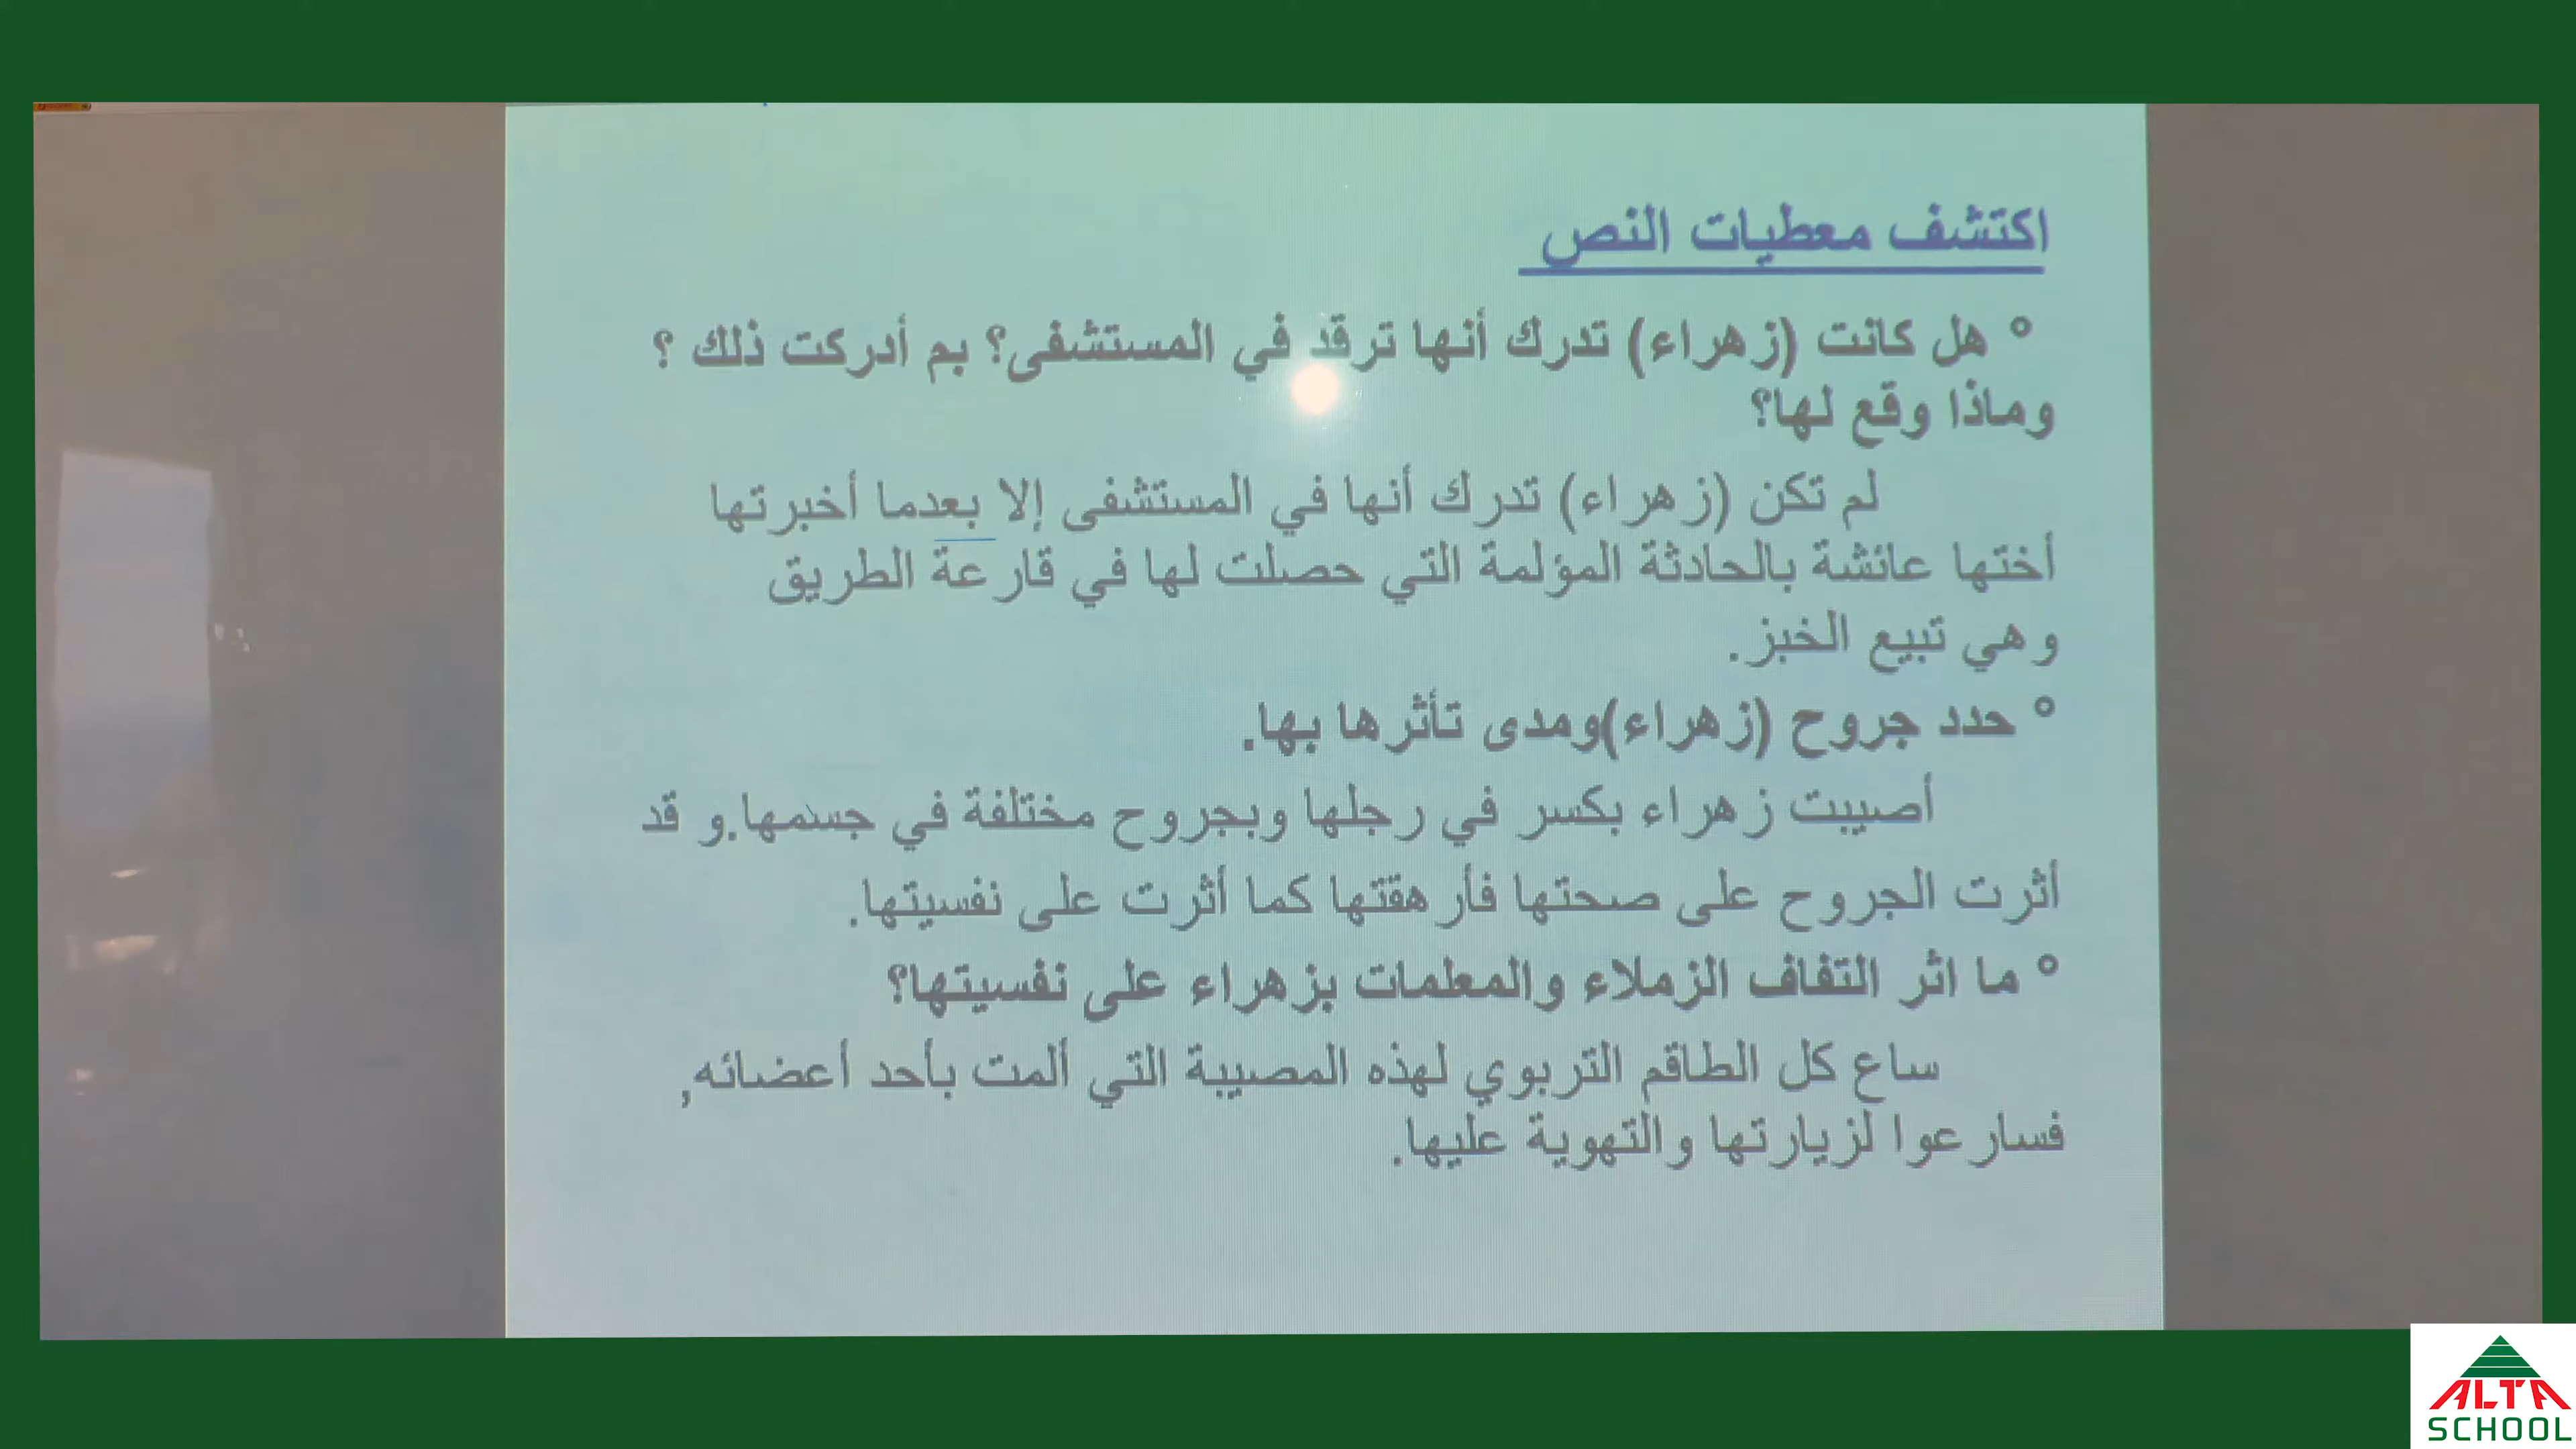 اكتشف معطيات النص
° هل كانت (زهراء) تدرك أنها ترقد في المستشفى؟ بم أدركت ذلك ؟
وماذا وقع لها؟
لم تكن (زهراء) تدرك أنها في المستشفى إلا بعدما أخبرتها
أختها عائشة بالحادثة المؤلمة التي حصلت لها في قارعة الطريق
وهي تبيع الخبز.
° حدد جروح (زهراء)ومدى تأثرها بها.
أصيبت زهراء بكسر في رجلها وبجروح مختلفة في جسمها.و قد
أثرت الجروح على صحتها فأرهقتها كما أثرت على نفسيتها.
° ما اثر التفاف الزملاء والمعلمات بزهراء على نفسيتها؟
ساع كل الطاقم التربوي لهذه المصيبة التي ألمت بأحد أعضائه,
فسارعوا لزيارتها والتهوية عليها.
ALTA
SCHOOL